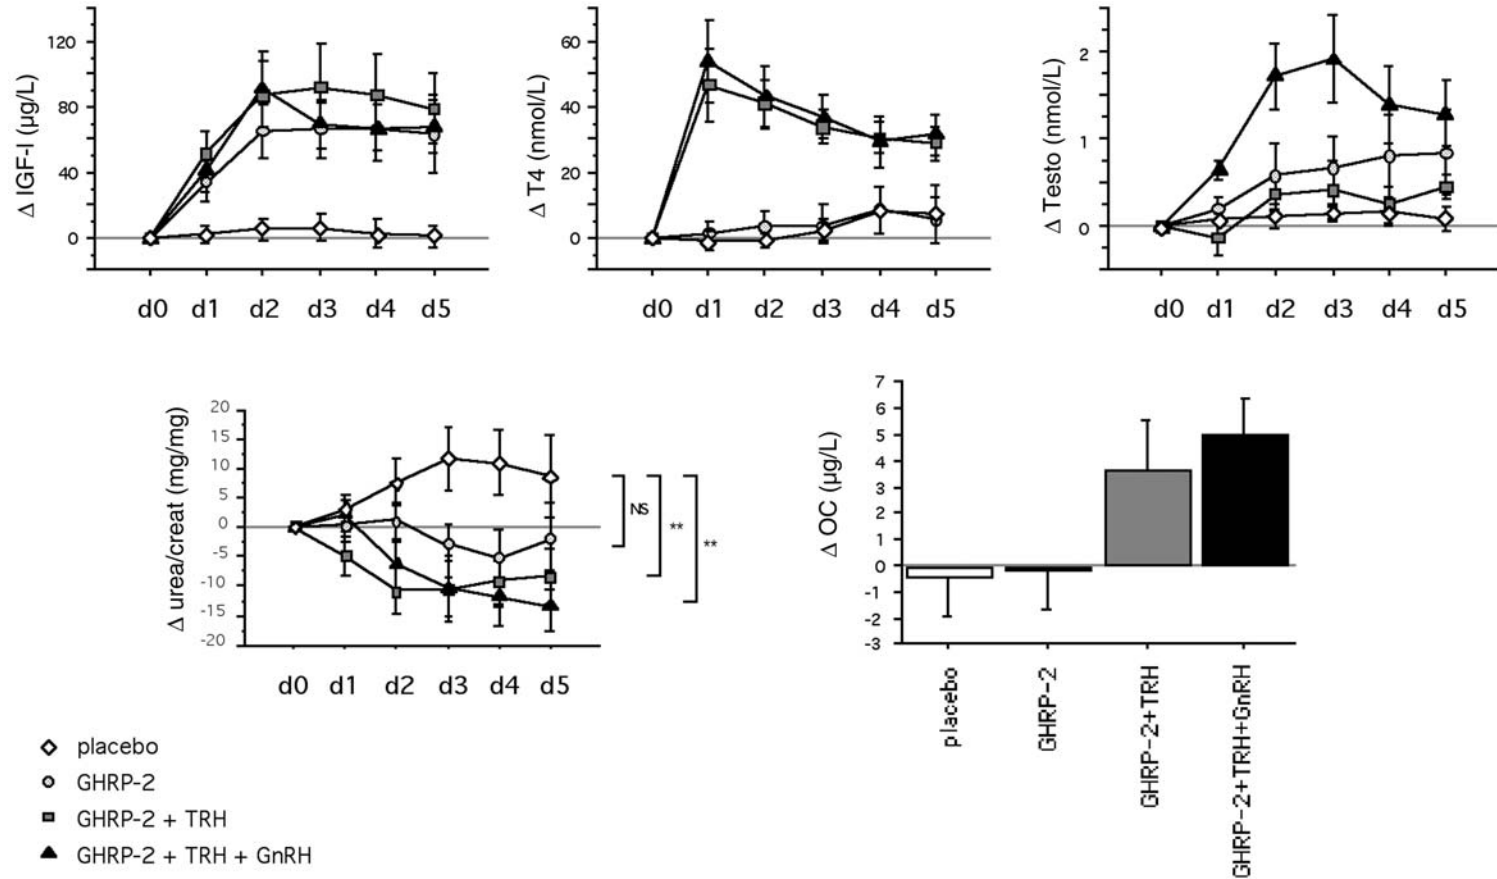 Δ IGF-I (µg/L)
120
80
40
0
d0 d1 d2 d3 d4 d5
Δ T4 (nmol/L)
60
40
20
0
d0 d1 d2 d3 d4 d5
Δ Testo (nmol/L)
2
1
0
d0 d1 d2 d3 d4 d5
Δ urea/creat (mg/mg)
20
15
10
5
0
-5
-10
-15
-20
d0 d1 d2 d3 d4 d5
NS
**
**
Δ OC (µg/L)
7
6
5
4
3
2
1
0
-1
-2
-3
placebo
GHRP-2
GHRP-2+TRH
GHRP-2+TRH+GnRH
placebo
GHRP-2
GHRP-2 + TRH
GHRP-2 + TRH + GnRH